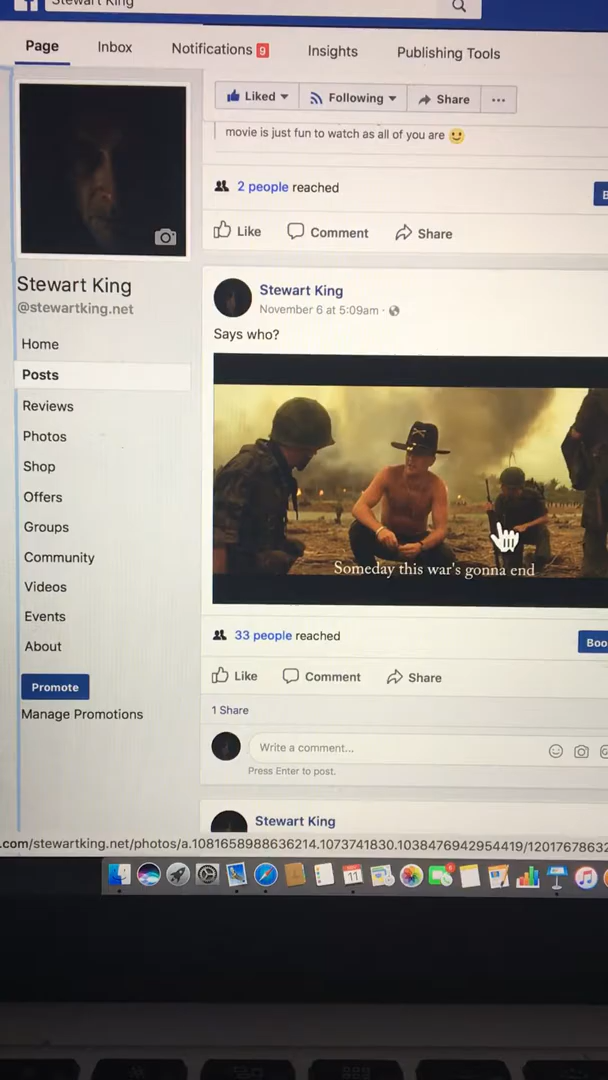 Stewart King
Page Inbox Notifications 9 Insights Publishing Tools
Liked Following Share ...
movie is just fun to watch as all of you are
2 people reached
Like Comment Share
Stewart King
@stewartking.net
Home
Posts
Reviews
Photos
Shop
Offers
Groups
Community
Videos
Events
About
Promote
Manage Promotions
Stewart King
November 6 at 5:09am
Says who?
Someday this war's gonna end
33 people reached
Boo
Like Comment Share
1 Share
Write a comment...
Press Enter to post.
Stewart King
.com/stewartking.net/photos/a.1081658988636214.1073741830.1038476942954419/12017678632
11